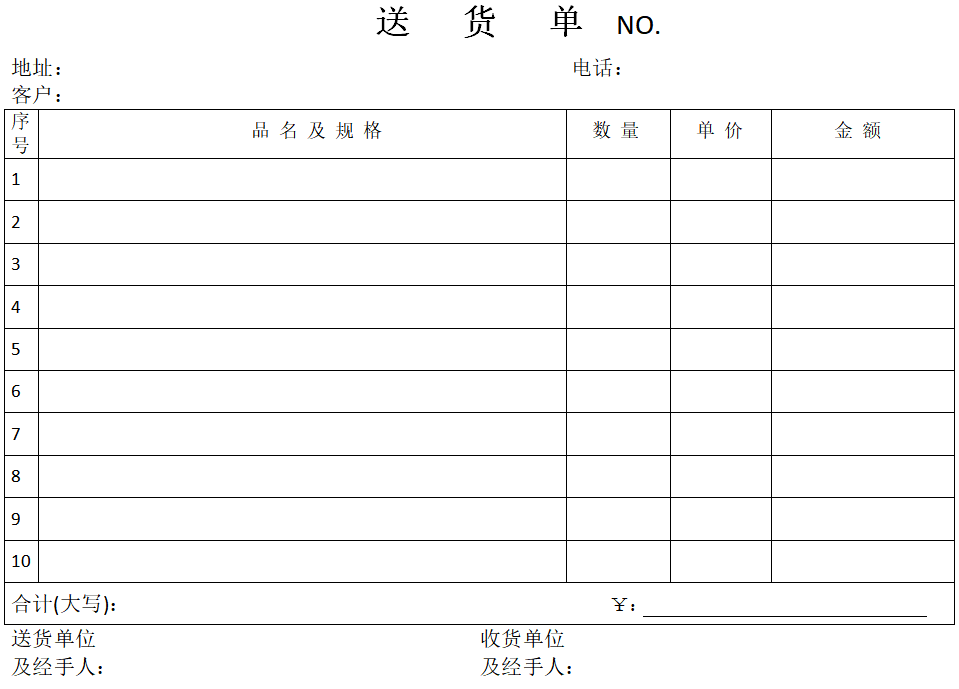 送 货 单 NO.
地址： 电话：
客户：
序号 品 名 及 规 格 数 量 单 价 金 额
1
2
3
4
5
6
7
8
9
10
合计(大写)： ￥：
送货单位 收货单位
及经手人： 及经手人：